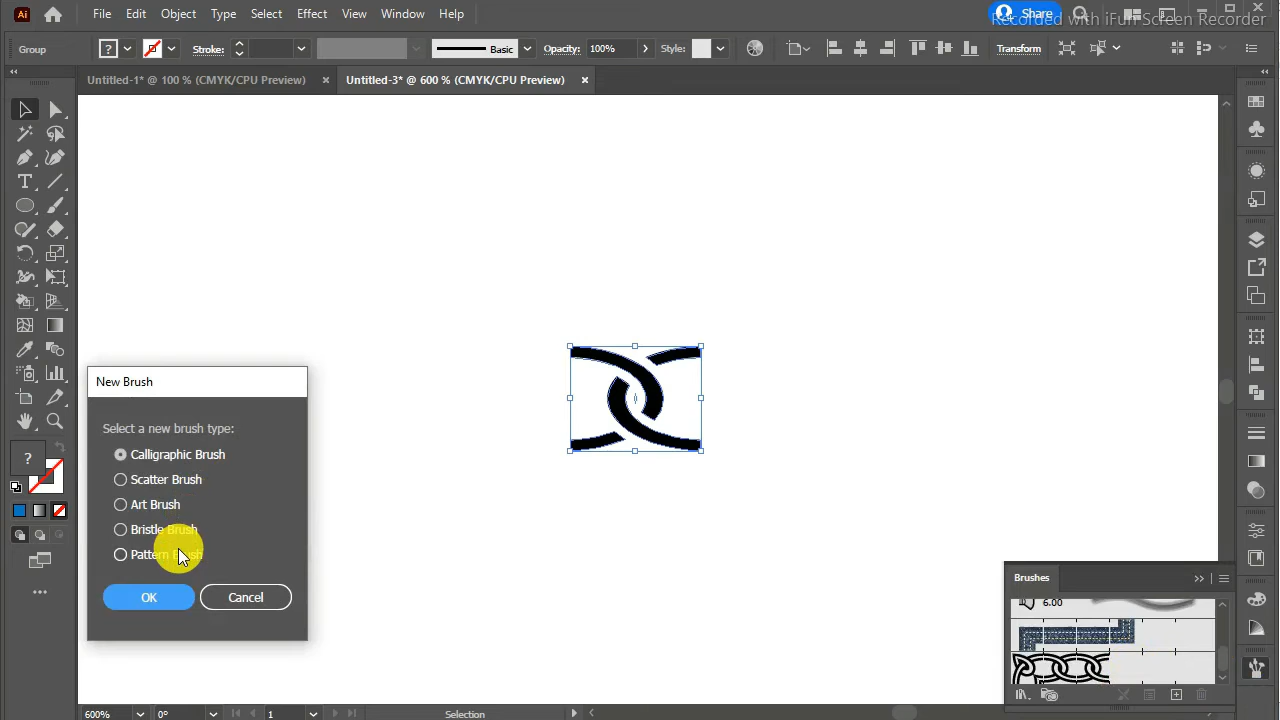 Ai File Edit Object Type Select Effect View Window Help Share
Recorded with iFun Screen Recorder
Group ? Stroke: Basic Opacity: 100% Style: Transform
Untitled-1* @ 100 % (CMYK/CPU Preview) × Untitled-3* @ 600 % (CMYK/CPU Preview) ×
New Brush
Select a new brush type:
Calligraphic Brush
Scatter Brush
Art Brush
Bristle Brush
Pattern Brush
OK Cancel
?
Brushes
6.00
600% 0° 1 Selection